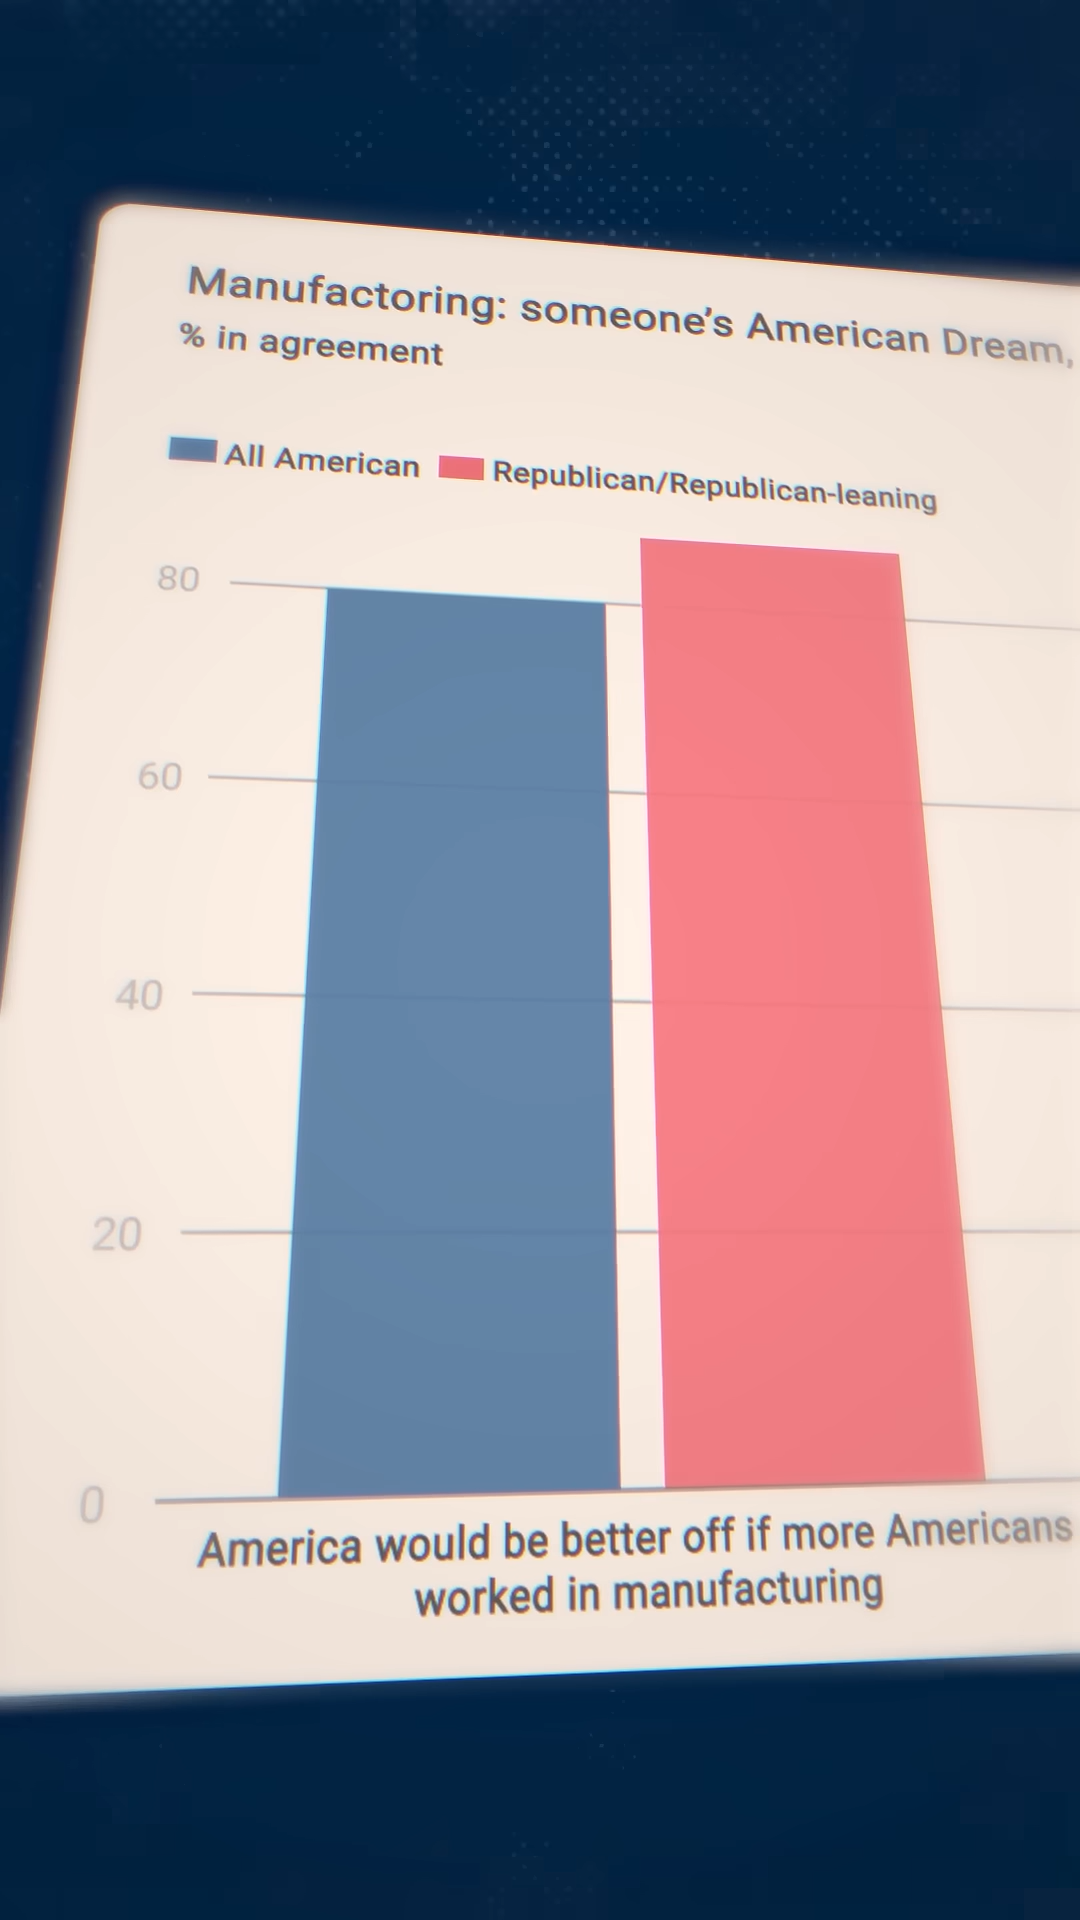 Manufactoring: someone's American Dream,
% in agreement
All American
Republican/Republican-leaning
80
60
40
20
0
America would be better off if more Americans
worked in manufacturing